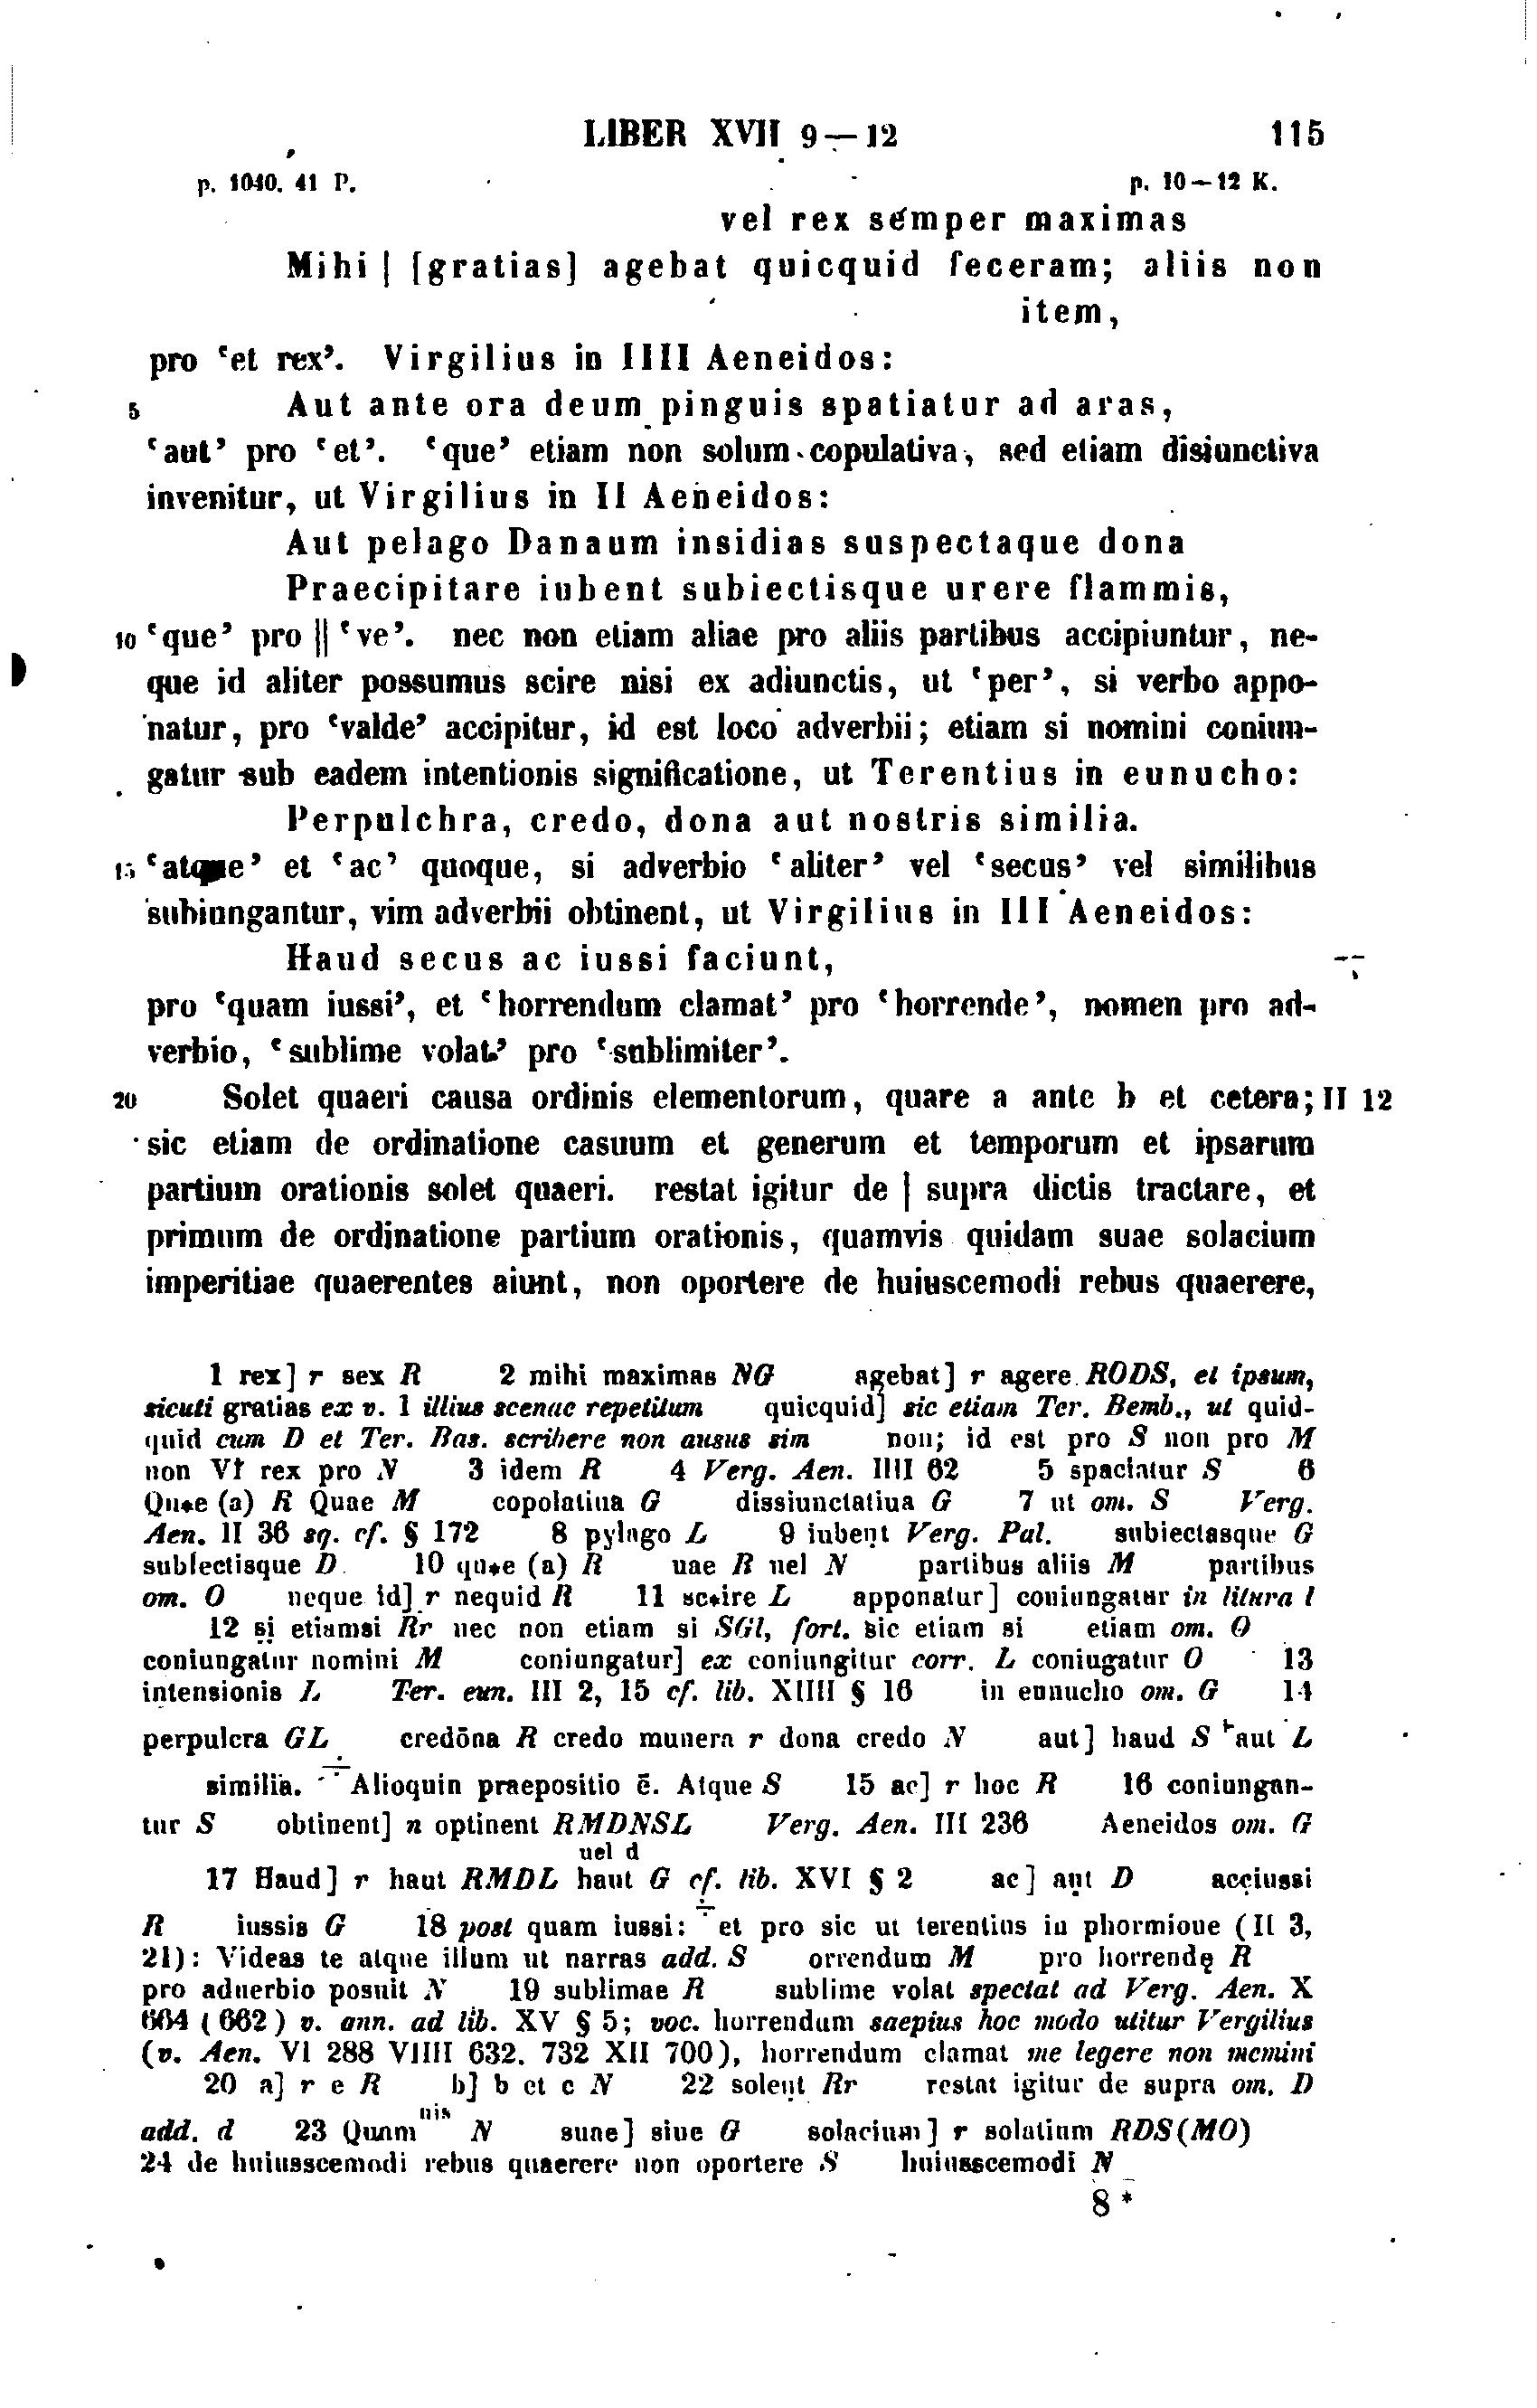 LIBER XVII 9—12 115
p. 1040. 41 P. p. 10—12 K.
vel rex sémper maximas
Mihi | [gratias] agebat quicquid feceram; aliis non
item,
pro ‘et rex’. Virgilius in IIII Aeneidos:
5 Aut ante ora deum pinguis spatiatur ad aras,
‘aut’ pro ‘et’. ‘que’ etiam non solum copulativa, sed etiam disiunctiva
invenitur, ut Virgilius in II Aeneidos:
Aut pelago Danaum insidias suspectaque dona
Praecipitare iubent subiectisque urere flammis,
10 ‘que’ pro || ‘ve’. nec non etiam aliae pro aliis partibus accipiuntur, ne-
que id aliter possumus scire nisi ex adiunctis, ut ‘per’, si verbo appo-
natur, pro ‘valde’ accipitur, id est loco adverbii; etiam si nomini coniun-
gatur sub eadem intentionis significatione, ut Terentius in eunucho:
Perpulchra, credo, dona aut nostris similia.
15 ‘atque’ et ‘ac’ quoque, si adverbio ‘aliter’ vel ‘secus’ vel similibus
subiungantur, vim adverbii obtinent, ut Virgilius in III Aeneidos:
Haud secus ac iussi faciunt,
pro ‘quam iussi’, et ‘horrendum clamat’ pro ‘horrende’, nomen pro ad-
verbio, ‘sublime volat’ pro ‘sublimiter’.
20 Solet quaeri causa ordinis elementorum, quare a ante b et cetera; II 12
sic etiam de ordinatione casuum et generum et temporum et ipsarum
partium orationis solet quaeri. restat igitur de | supra dictis tractare, et
primum de ordinatione partium orationis, quamvis quidam suae solacium
imperitiae quaerentes aiunt, non oportere de huiuscemodi rebus quaerere,
1 rex] r sex R 2 mihi maximas NG agebat] r agere RODS, et ipsum,
sicuti gratias ex v. 1 illius scenae repetitum quicquid] sic etiam Ter. Bemb., ut quid-
quid cum D et Ter. Bas. scribere non ausus sim non; id est pro S non pro M
non Vt rex pro N 3 idem R 4 Verg. Aen. IIII 62 5 spaciatur S 6
Qu*e (a) R Quae M copolatiua G dissiunctatiua G 7 ut om. S Verg.
Aen. II 36 sq. cf. § 172 8 pylago L 9 iubeṇt Verg. Pal. subiectasque G
sublectisque D 10 qu*e (a) R uae R uel N partibus aliis M partibus
om. O neque id] r nequid R 11 sc*ire L apponatur] coniungatur in litura l
12 ṣị etiamsi Rr nec non etiam si SGl, fort. sic etiam si etiam om. O
coniungatur nomini M coniungatur] ex coniungitur corr. L coniugatur O 13
intensionis L Ter. eun. III 2, 15 cf. lib. XIIII § 16 in eunucho om. G 14
perpulcra GL credōna R credo munera r dona credo N aut] haud S ⊦aut L
similia. Alioquin praepositio ē. Atque S 15 ac] r hoc R 16 coniungan-
tur S obtinent] n optinent RMDNSL Verg. Aen. III 236 Aeneidos om. G
uel d
17 Haud] r haut RMDL haut G cf. lib. XVI § 2 ac] aụt D acc̣iussi
R iussis G 18 post quam iussi: et pro sic ut terentius in phormione (II 3,
21): Videas te atque illum ut narras add. S orrendum M pro horrendę R
pro aduerbio posuit N 19 sublimae R sublime volat spectat ad Verg. Aen. X
664 (662) v. ann. ad lib. XV § 5; voc. horrendum saepius hoc modo utitur Vergilius
(v. Aen. VI 288 VIIII 632. 732 XII 700), horrendum clamat me legere non memini
20 a] r e R b] b et c N 22 soleṇt Rr restat igitur de supra om. D
nis
add. d 23 Quam N suae] siue G solacium] r solatium RDS(MO)
24 de huiusscemodi rebus quaerere non oportere S huiusscemodi N
8*